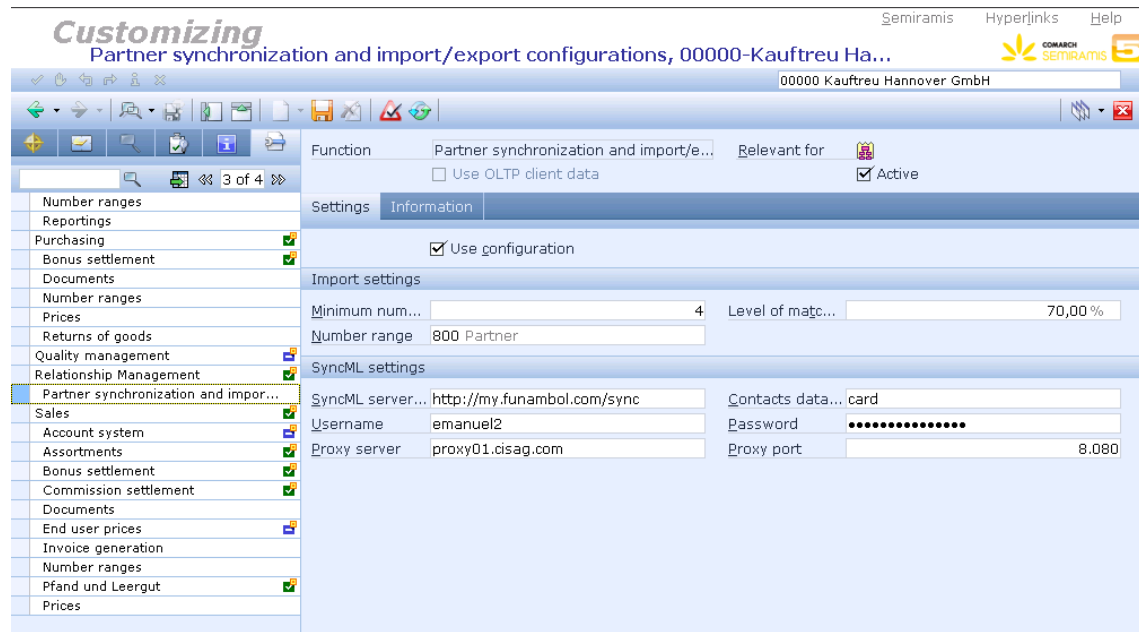 Customizing
Semiramis Hyperlinks Help
Partner synchronization and import/export configurations, 00000-Kauftreu Ha...
COMARCH
SEMIRAMIS 5
00000 Kauftreu Hannover GmbH
3 of 4
Number ranges
Reportings
Purchasing
Bonus settlement
Documents
Number ranges
Prices
Returns of goods
Quality management
Relationship Management
Partner synchronization and impor...
Sales
Account system
Assortments
Bonus settlement
Commission settlement
Documents
End user prices
Invoice generation
Number ranges
Pfand und Leergut
Prices
Function Partner synchronization and import/e... Relevant for
Use OLTP client data Active
Settings Information
Use configuration
Import settings
Minimum num... 4 Level of matc... 70,00 %
Number range 800 Partner
SyncML settings
SyncML server... http://my.funambol.com/sync Contacts data... card
Username emanuel2 Password •••••••••••••••
Proxy server proxy01.cisag.com Proxy port 8.080